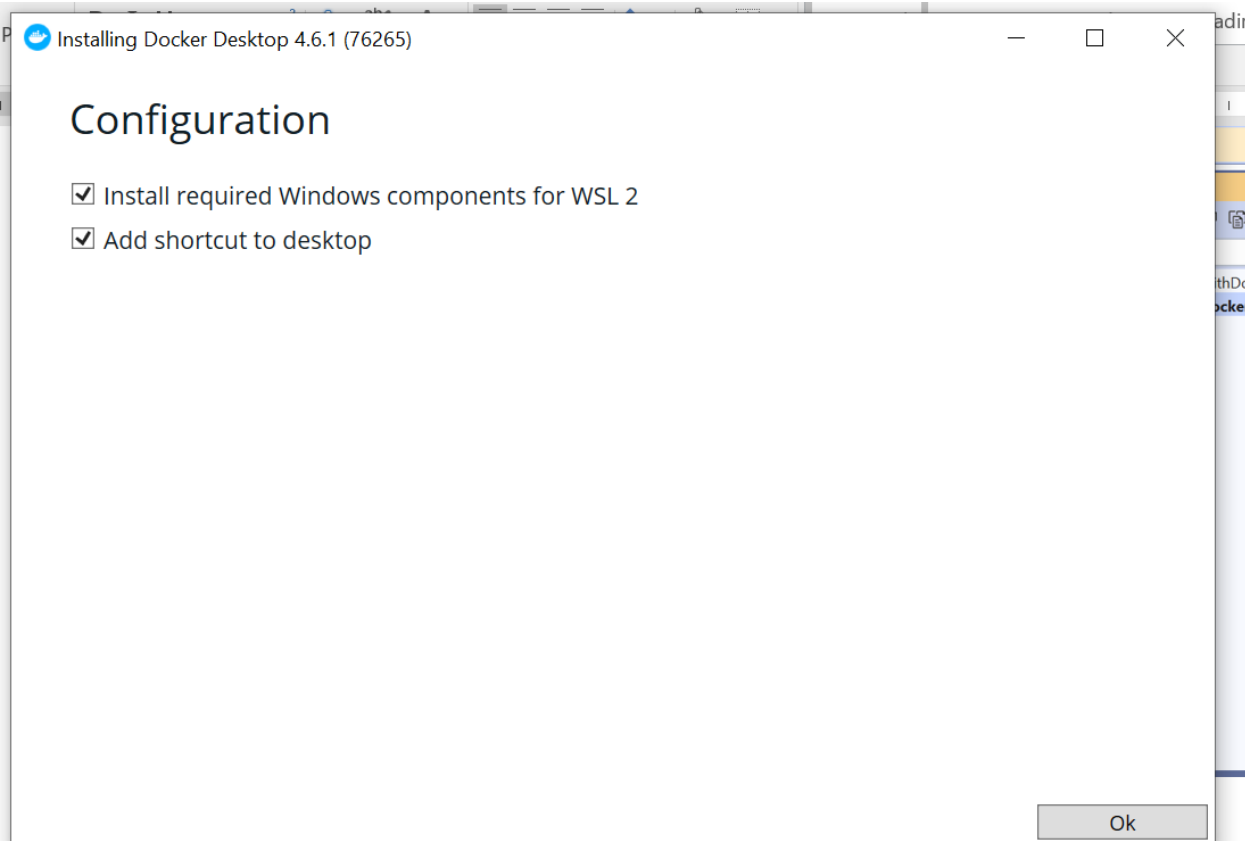 Installing Docker Desktop 4.6.1 (76265)
Configuration
Install required Windows components for WSL 2
Add shortcut to desktop
Ok